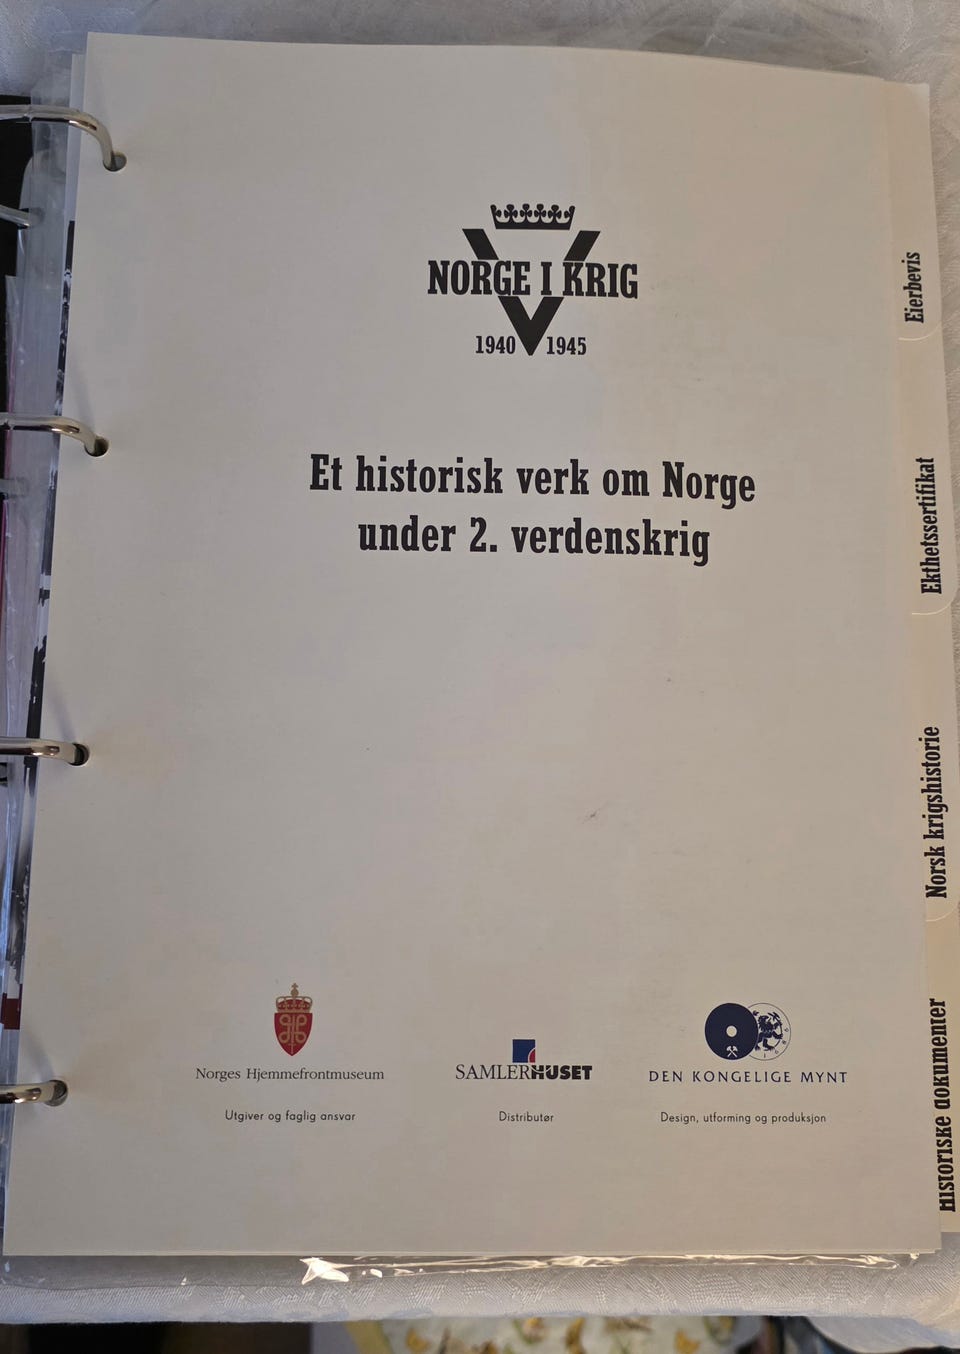 NORGE I KRIG
1940 1945
Et historisk verk om Norge
under 2. verdenskrig
Norges Hjemmefrontmuseum
Utgiver og faglig ansvar
SAMLERHUSET
Distributør
DEN KONGELIGE MYNT
Design, utforming og produksjon
Eierbevis
Ekthetssertifikat
Norsk krigshistorie
Historiske dokumenter